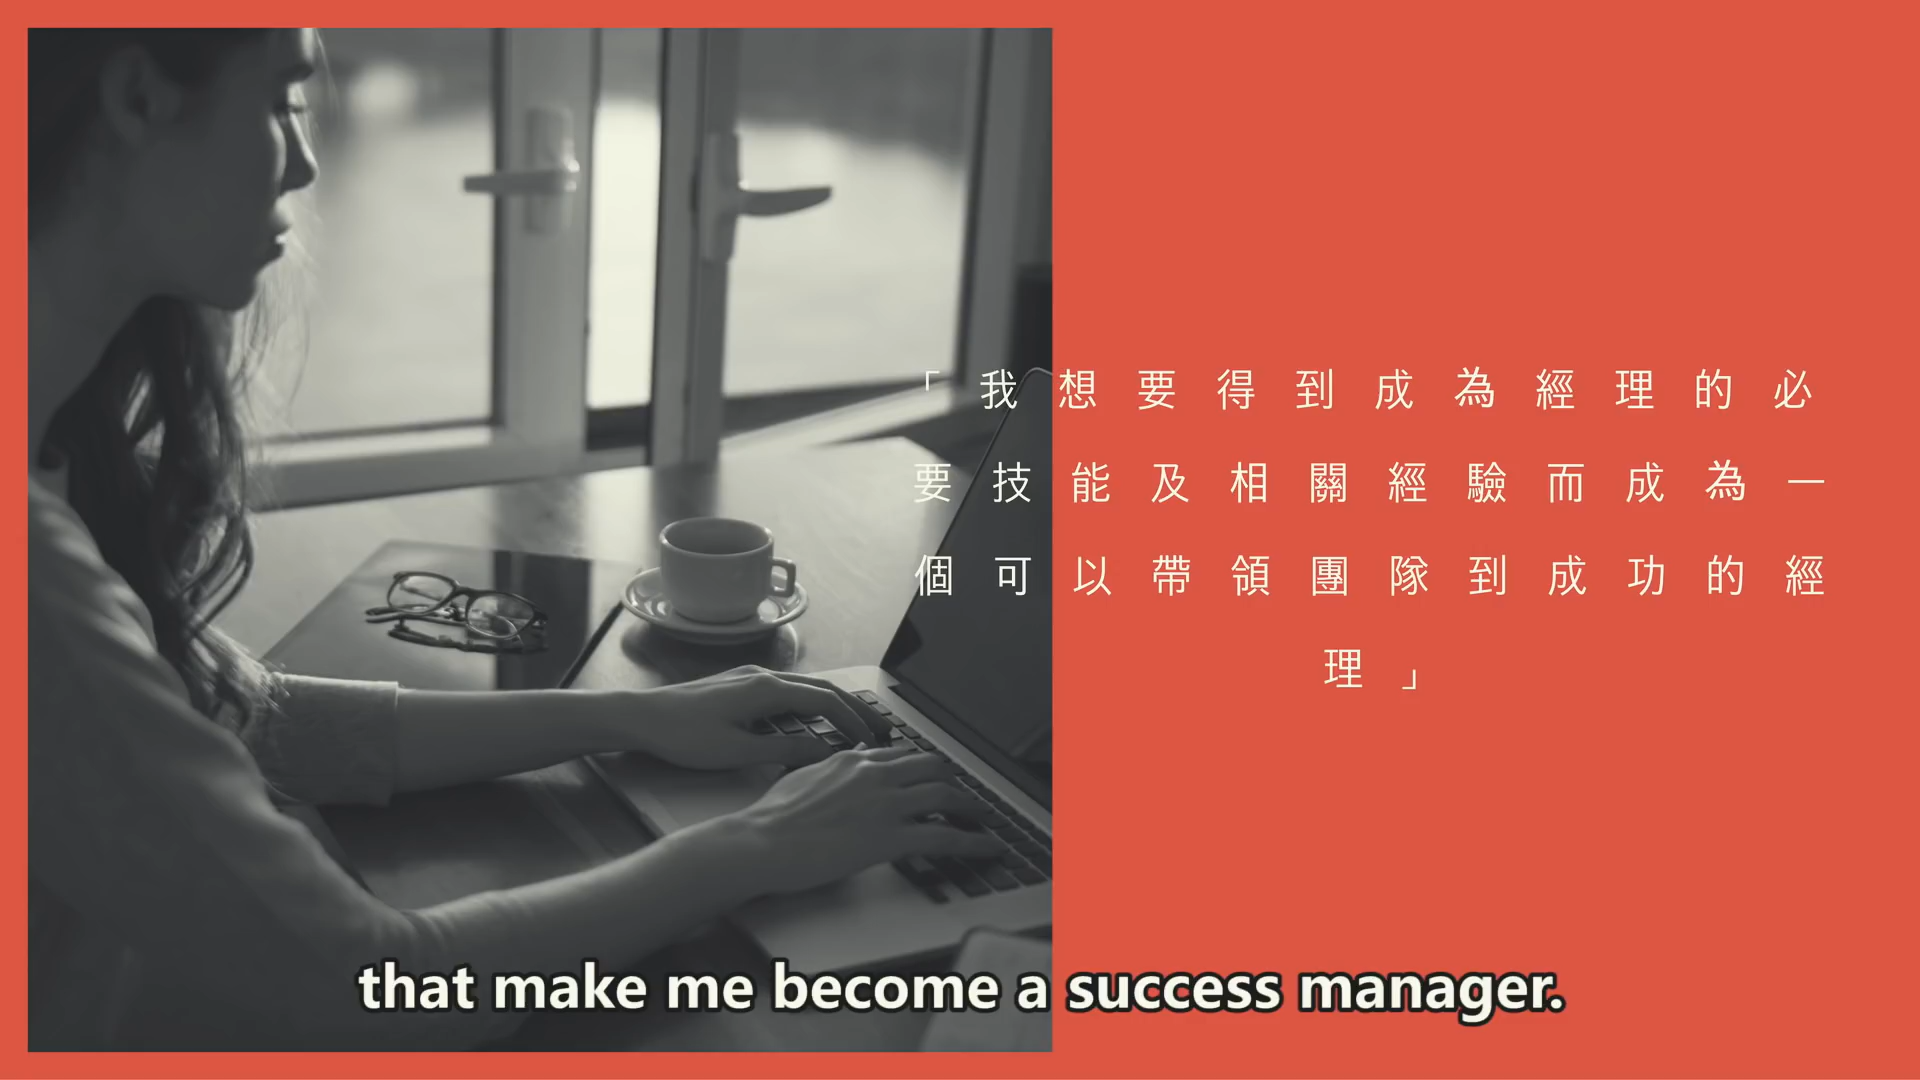 「我想要得到成為經理的必
要技能及相關經驗而成為一
個可以帶領團隊到成功的經
理」
that make me become a success manager.